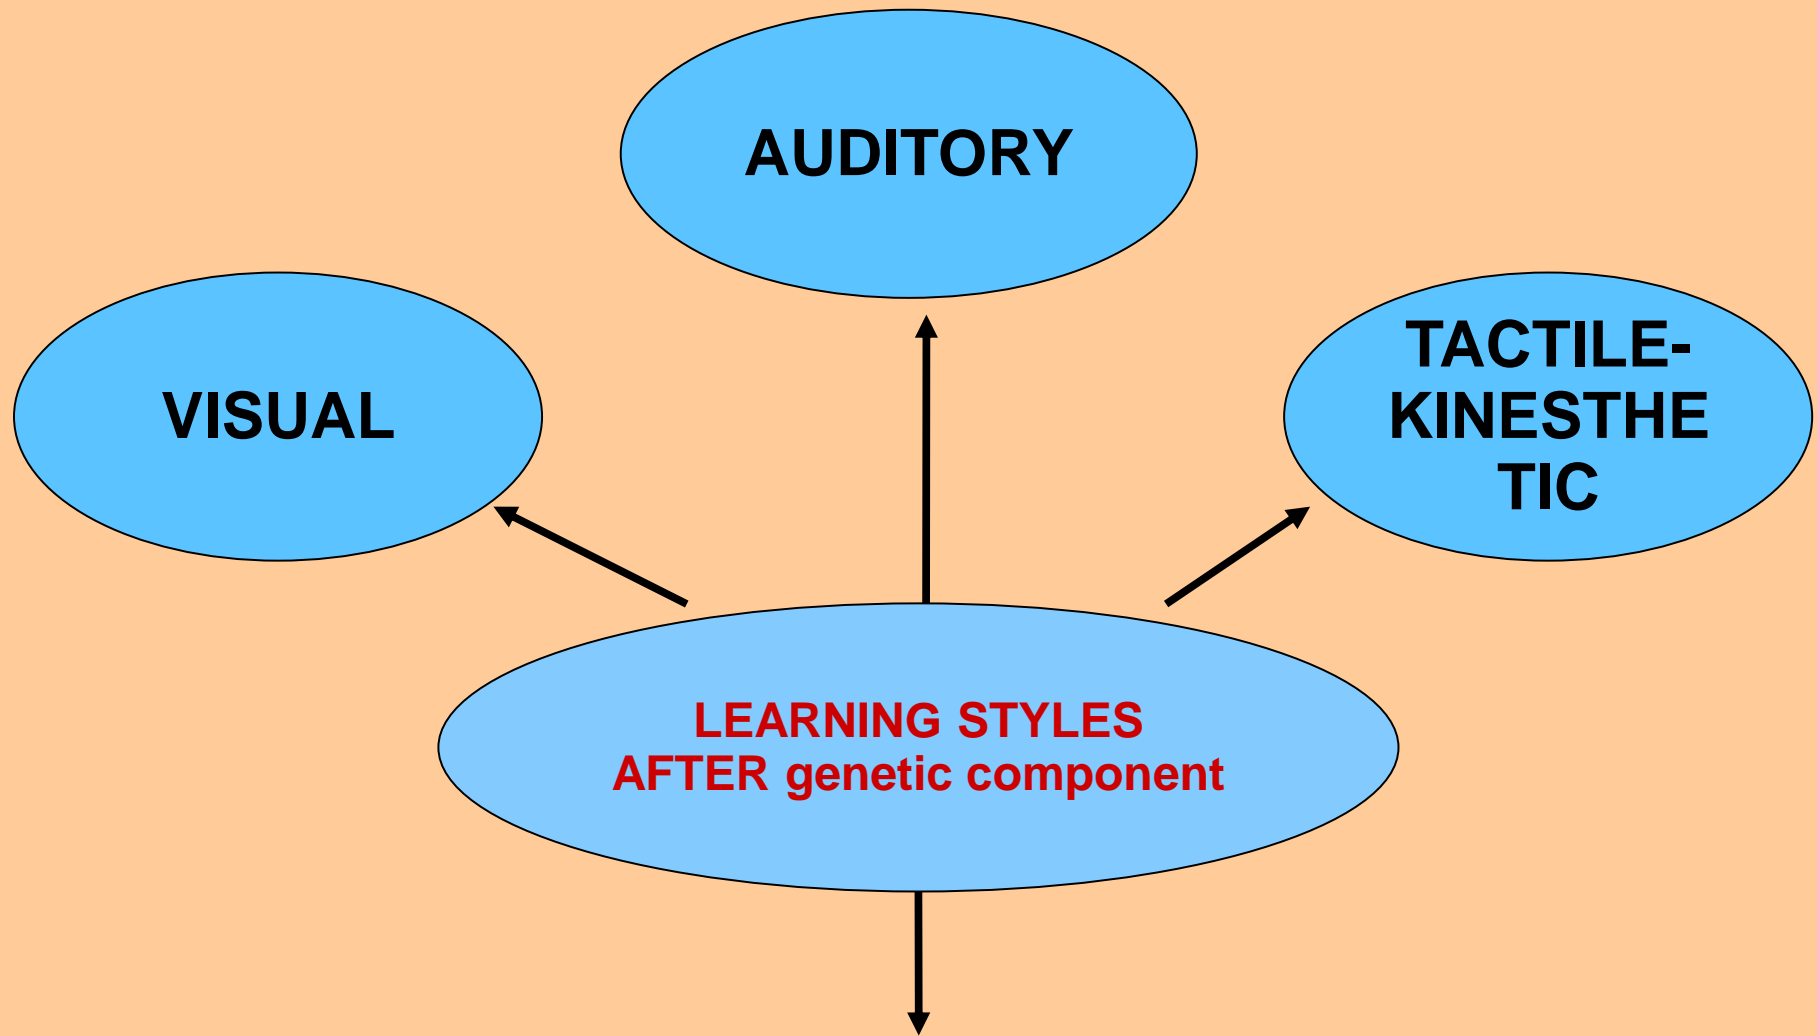 AUDITORY
VISUAL
TACTILE-
KINESTHE
TIC
LEARNING STYLES
AFTER genetic component